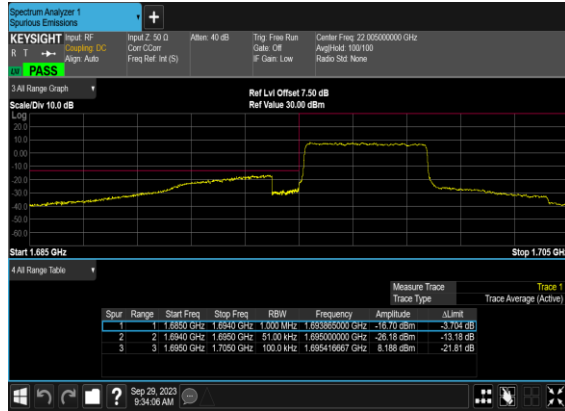 Spectrum Analyzer 1
Spurious Emissions
+
KEYSIGHT Input: RF Input Z: 50 Ω Atten: 40 dB Trig: Free Run Center Freq: 22.005000000 GHz
R T Coupling: DC Corr CCorr Gate: Off Avg|Hold: 100/100
Align: Auto Freq Ref: Int (S) IF Gain: Low Radio Std: None
LV PASS
3 All Range Graph
Ref Lvl Offset 7.50 dB
Scale/Div 10.0 dB Ref Value 30.00 dBm
Log
20.0
10.0
0.00
-10.0
-20.0
-30.0
-40.0
-50.0
-60.0
Start 1.685 GHz Stop 1.705 GH
4 All Range Table
Measure Trace Trace 1
Trace Type Trace Average (Active)
Spur Range Start Freq Stop Freq RBW Frequency Amplitude ΔLimit
1 1 1.6850 GHz 1.6940 GHz 1.000 MHz 1.693865000 GHz -16.70 dBm -3.704 dB
2 2 1.6940 GHz 1.6950 GHz 51.00 kHz 1.695000000 GHz -26.18 dBm -13.18 dB
3 3 1.6950 GHz 1.7050 GHz 100.0 kHz 1.695416667 GHz 8.188 dBm -21.81 dB
? Sep 29, 2023
9:34:06 AM